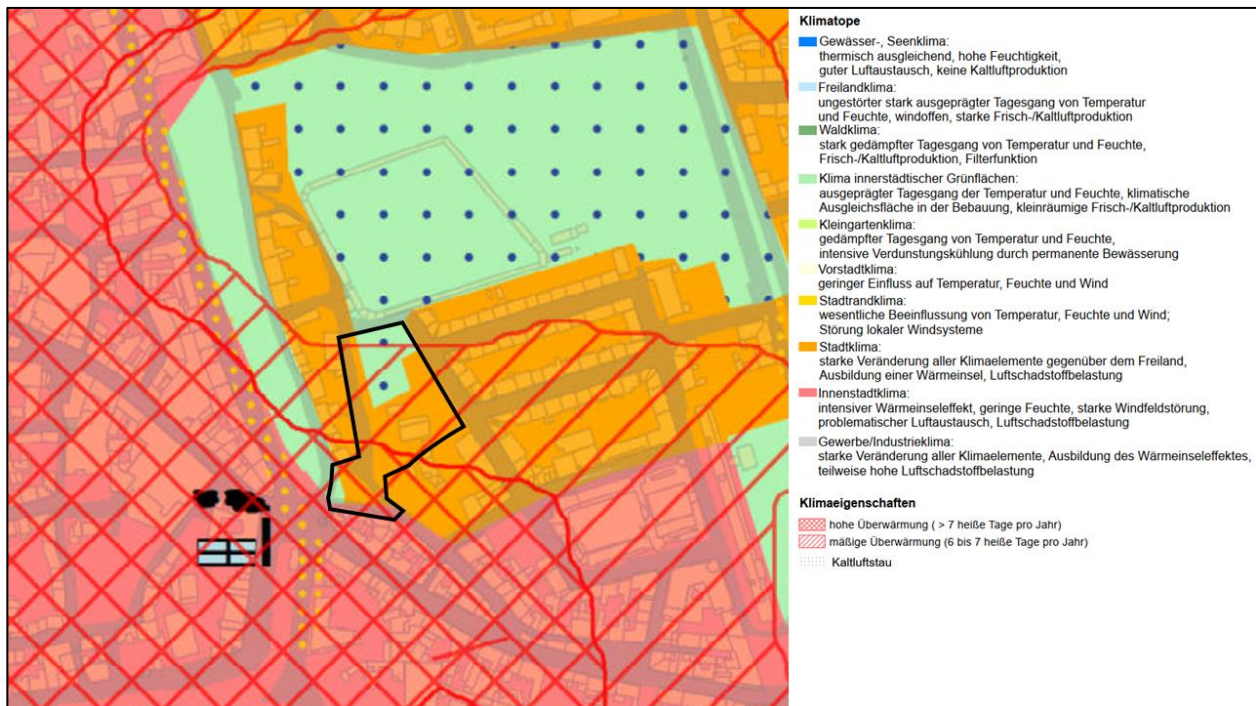 Klimatope
Gewässer-, Seenklima:
thermisch ausgleichend, hohe Feuchtigkeit,
guter Luftaustausch, keine Kaltluftproduktion
Freilandklima:
ungestörter stark ausgeprägter Tagesgang von Temperatur
und Feuchte, windoffen, starke Frisch-/Kaltluftproduktion
Waldklima:
stark gedämpfter Tagesgang von Temperatur und Feuchte,
Frisch-/Kaltluftproduktion, Filterfunktion
Klima innerstädtischer Grünflächen:
ausgeprägter Tagesgang der Temperatur und Feuchte, klimatische
Ausgleichsfläche in der Bebauung, kleinräumige Frisch-/Kaltluftproduktion
Kleingartenklima:
gedämpfter Tagesgang von Temperatur und Feuchte,
intensive Verdunstungskühlung durch permanente Bewässerung
Vorstadtklima:
geringer Einfluss auf Temperatur, Feuchte und Wind
Stadtrandklima:
wesentliche Beeinflussung von Temperatur, Feuchte und Wind;
Störung lokaler Windsysteme
Stadtklima:
starke Veränderung aller Klimaelemente gegenüber dem Freiland,
Ausbildung einer Wärmeinsel, Luftschadstoffbelastung
Innenstadtklima:
intensiver Wärmeinseleffekt, geringe Feuchte, starke Windfeldstörung,
problematischer Luftaustausch, Luftschadstoffbelastung
Gewerbe/Industrieklima:
starke Veränderung aller Klimaelemente, Ausbildung des Wärmeinseleffektes,
teilweise hohe Luftschadstoffbelastung
Klimaeigenschaften
hohe Überwärmung ( > 7 heiße Tage pro Jahr)
mäßige Überwärmung (6 bis 7 heiße Tage pro Jahr)
Kaltluftstau